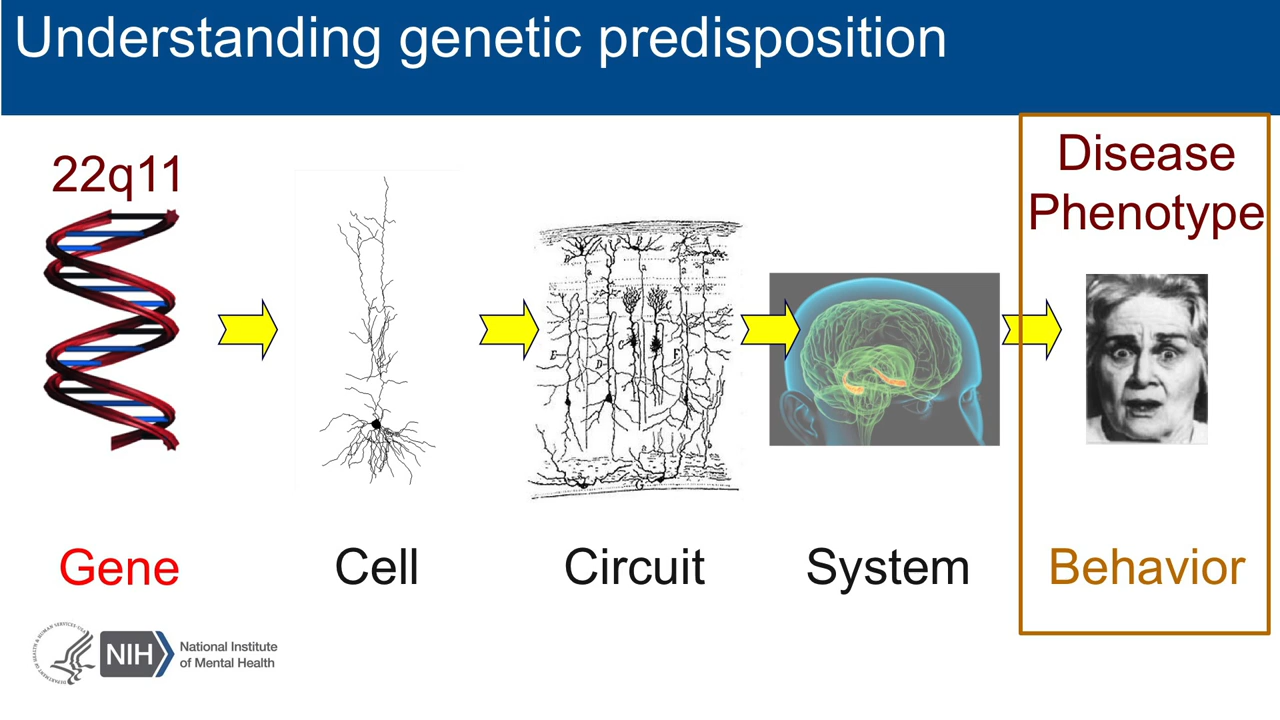 Understanding genetic predisposition
22q11
Disease
Phenotype
Gene
Cell
Circuit
System
Behavior
NIH
National Institute
of Mental Health